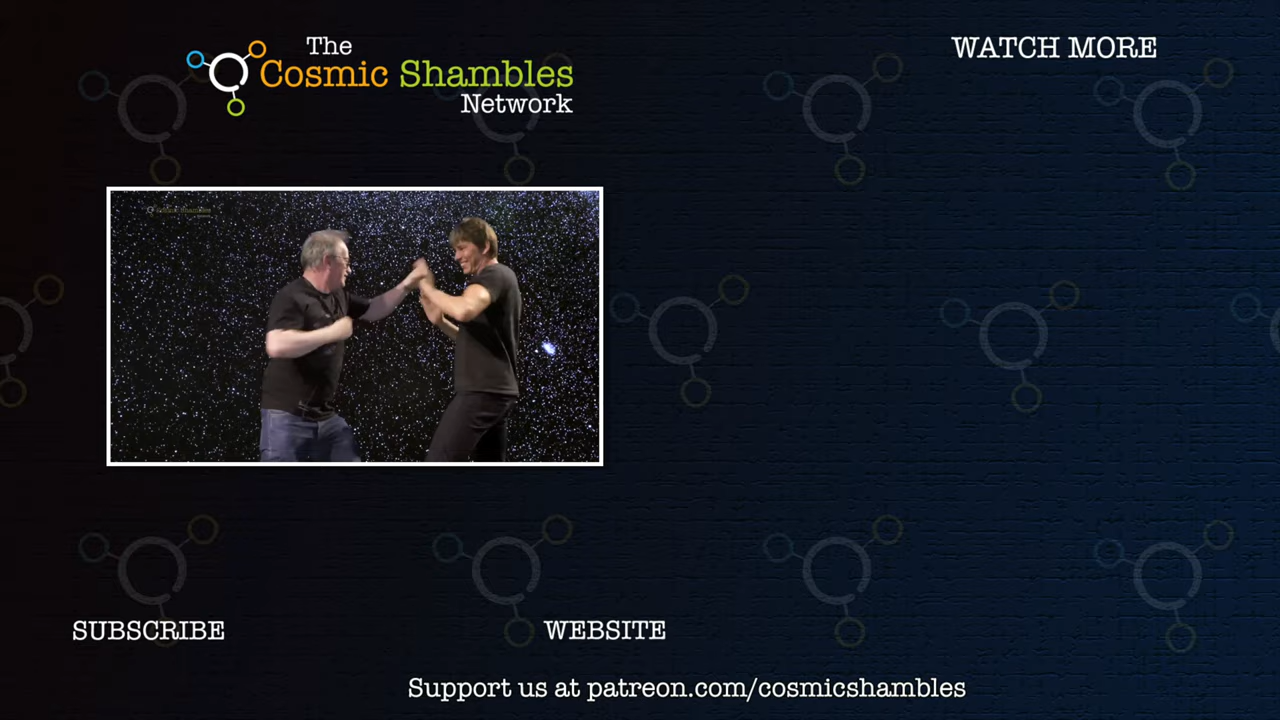 The
Cosmic Shambles
Network
WATCH MORE
SUBSCRIBE
WEBSITE
Support us at patreon.com/cosmicshambles